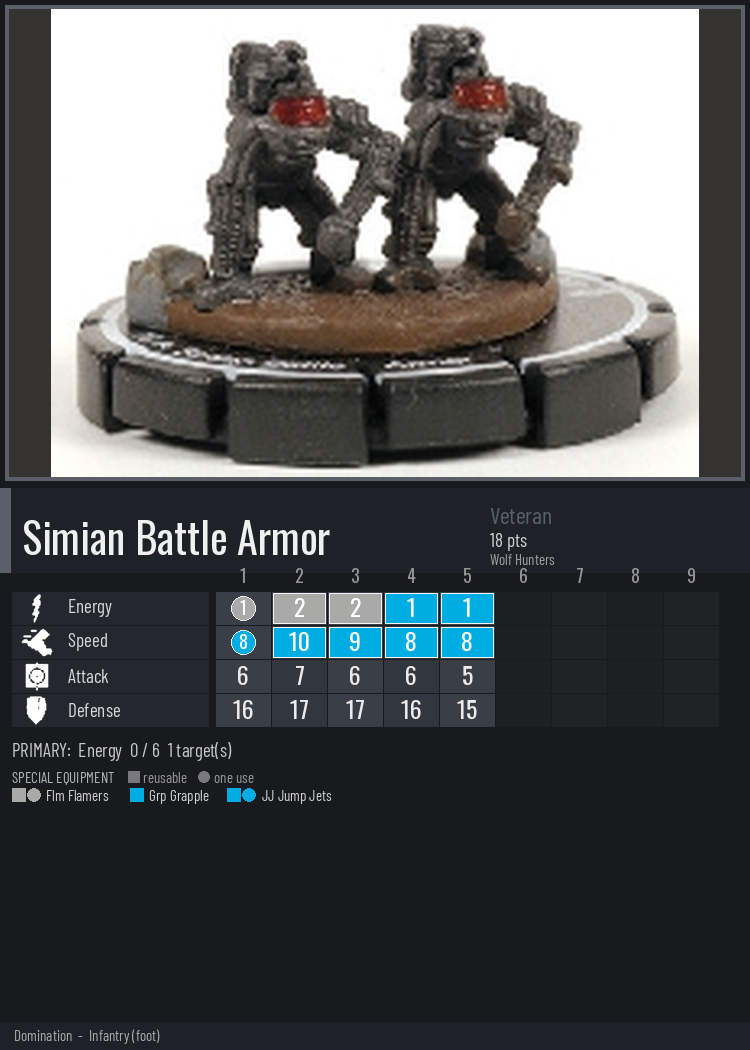 Simian Battle Armor
Veteran
18 pts
Wolf Hunters
1 2 3 4 5 6 7 8 9
Energy 1 2 2 1 1
Speed 8 10 9 8 8
Attack 6 7 6 6 5
Defense 16 17 17 16 15
PRIMARY: Energy 0 / 6 1 target(s)
SPECIAL EQUIPMENT reusable one use
Flm Flamers Grp Grapple JJ Jump Jets
Domination - Infantry (foot)